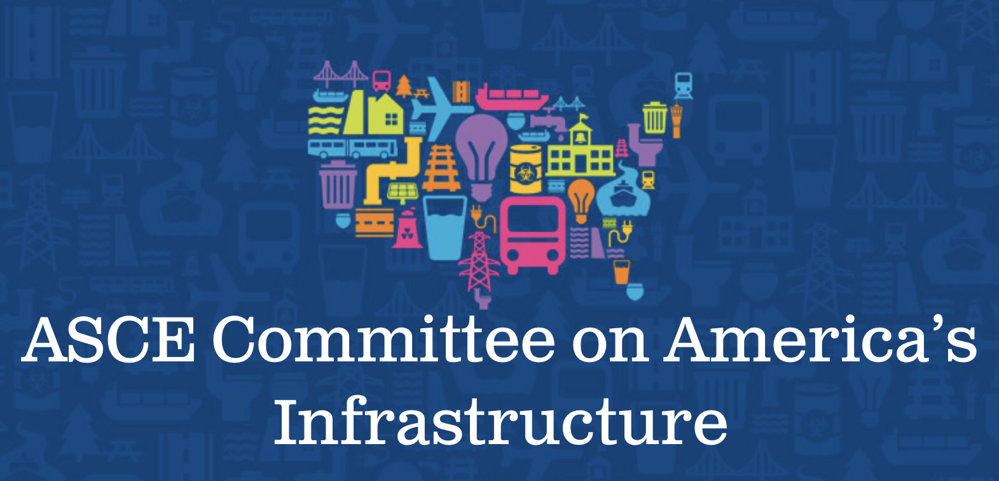 ASCE Committee on America’s
Infrastructure